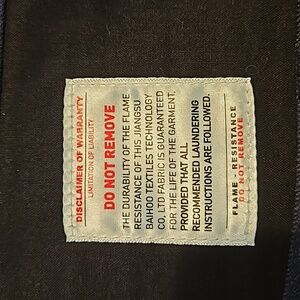 DISCLAIMER OF WARRANTY
LIMITATION OF LIABILITY
DO NOT REMOVE
THE DURABILITY OF THE FLAME
RESISTANCE OF THIS JIANGSU
BAIHOO TEXTILES TECHNOLOGY
CO, LTD FABRIC IS GUARANTEED
FOR THE LIFE OF THE GARMENT,
PROVIDED THAT ALL
RECOMMENDED LAUNDERING
INSTRUCTIONS ARE FOLLOWED.
FLAME - RESISTANCE
DO NOT REMOVE